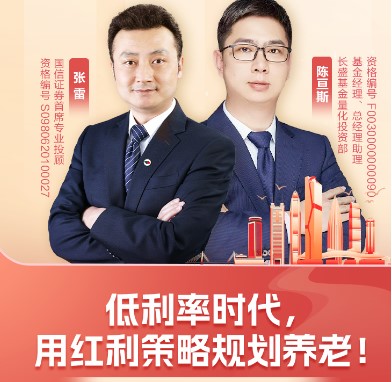 张雷
国信证券首席专业投顾
资格编号 S0980620100027
陈亘斯
长盛基金量化投资部
基金经理、总经理助理
资格编号 F0030000000090
低利率时代，
用红利策略规划养老！